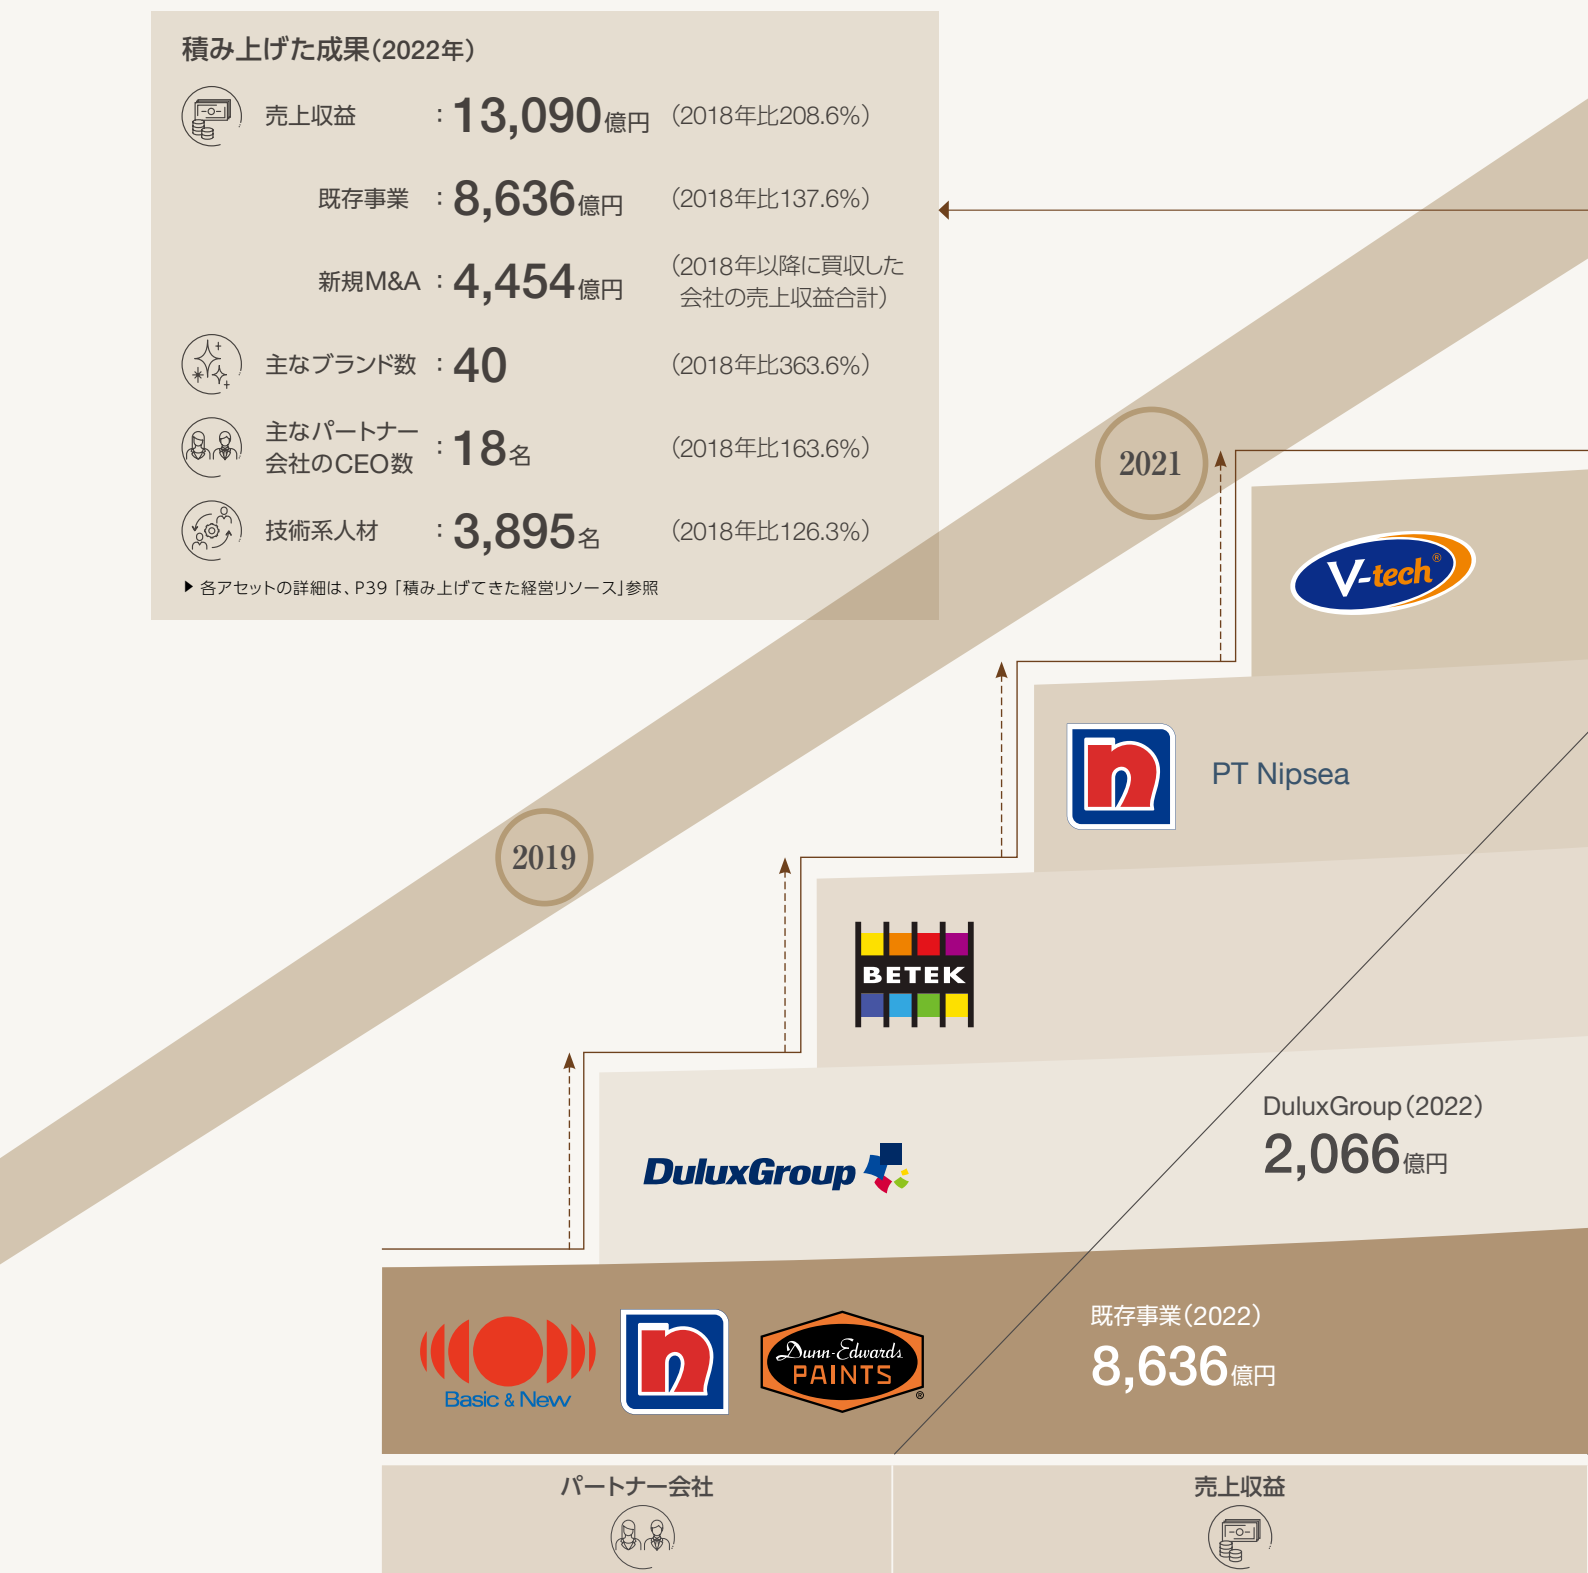 積み上げた成果(2022年)
売上収益 : 13,090億円 (2018年比208.6%)
既存事業 : 8,636億円 (2018年比137.6%)
新規M&A : 4,454億円 (2018年以降に買収した
会社の売上収益合計)
主なブランド数 : 40 (2018年比363.6%)
主なパートナー
会社のCEO数 : 18名 (2018年比163.6%)
技術系人材 : 3,895名 (2018年比126.3%)
▶ 各アセットの詳細は、P39「積み上げてきた経営リソース」参照
2021
V-tech®
n
PT Nipsea
2019
BETEK
DuluxGroup
DuluxGroup(2022)
2,066億円
Basic & New
n
Dunn-Edwards
PAINTS®
既存事業(2022)
8,636億円
パートナー会社
売上収益